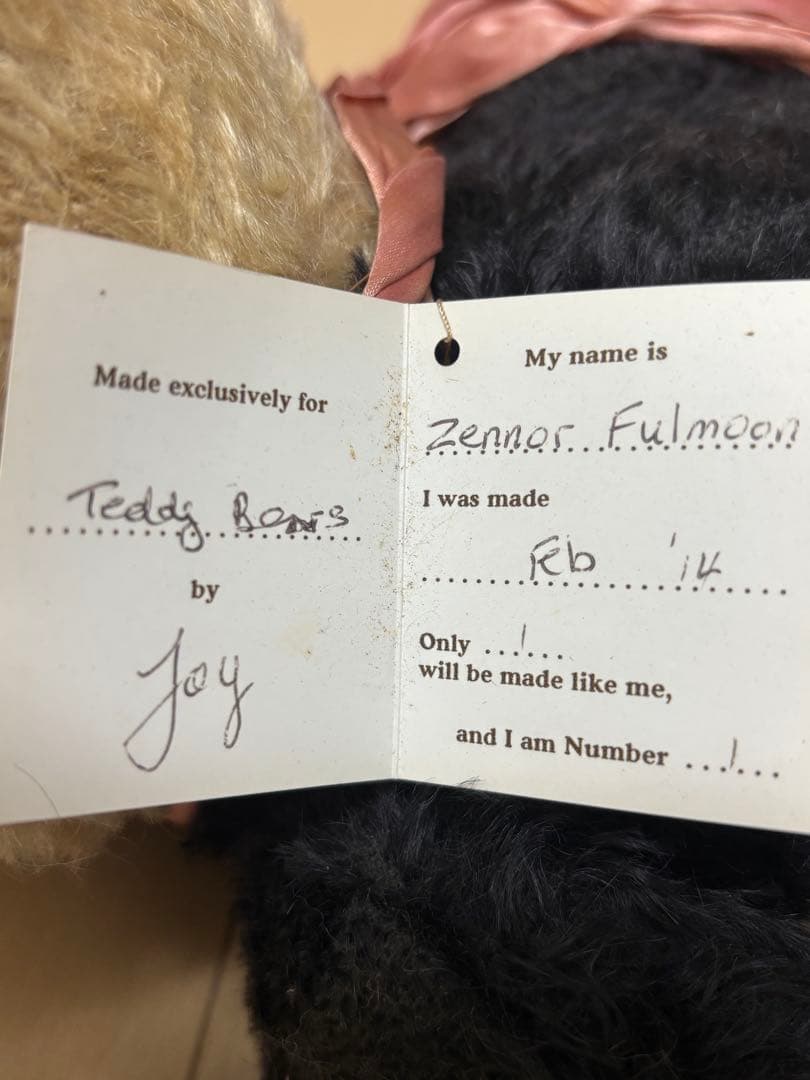 Made exclusively for
Teddy Bears
by
Joy
My name is
Zennor Fulmoon
I was made
Feb '14
Only 1
will be made like me,
and I am Number 1